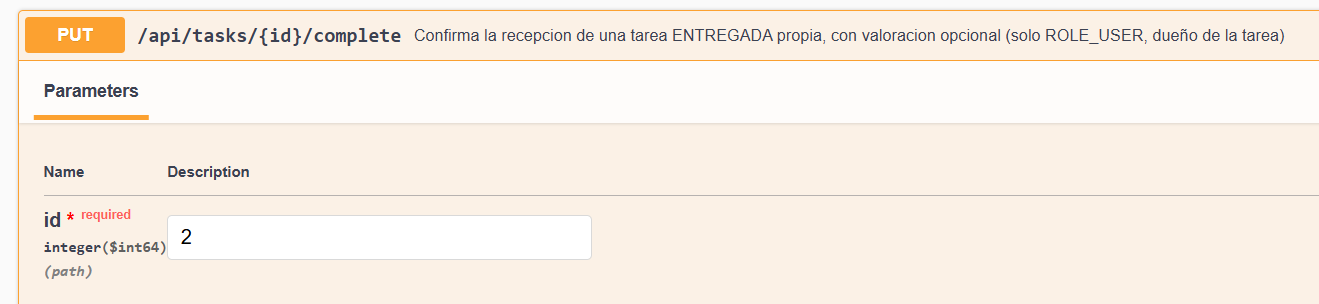 PUT /api/tasks/{id}/complete Confirma la recepcion de una tarea ENTREGADA propia, con valoracion opcional (solo ROLE_USER, dueño de la tarea)
Parameters
Name Description
id * required
integer($int64) 2
(path)